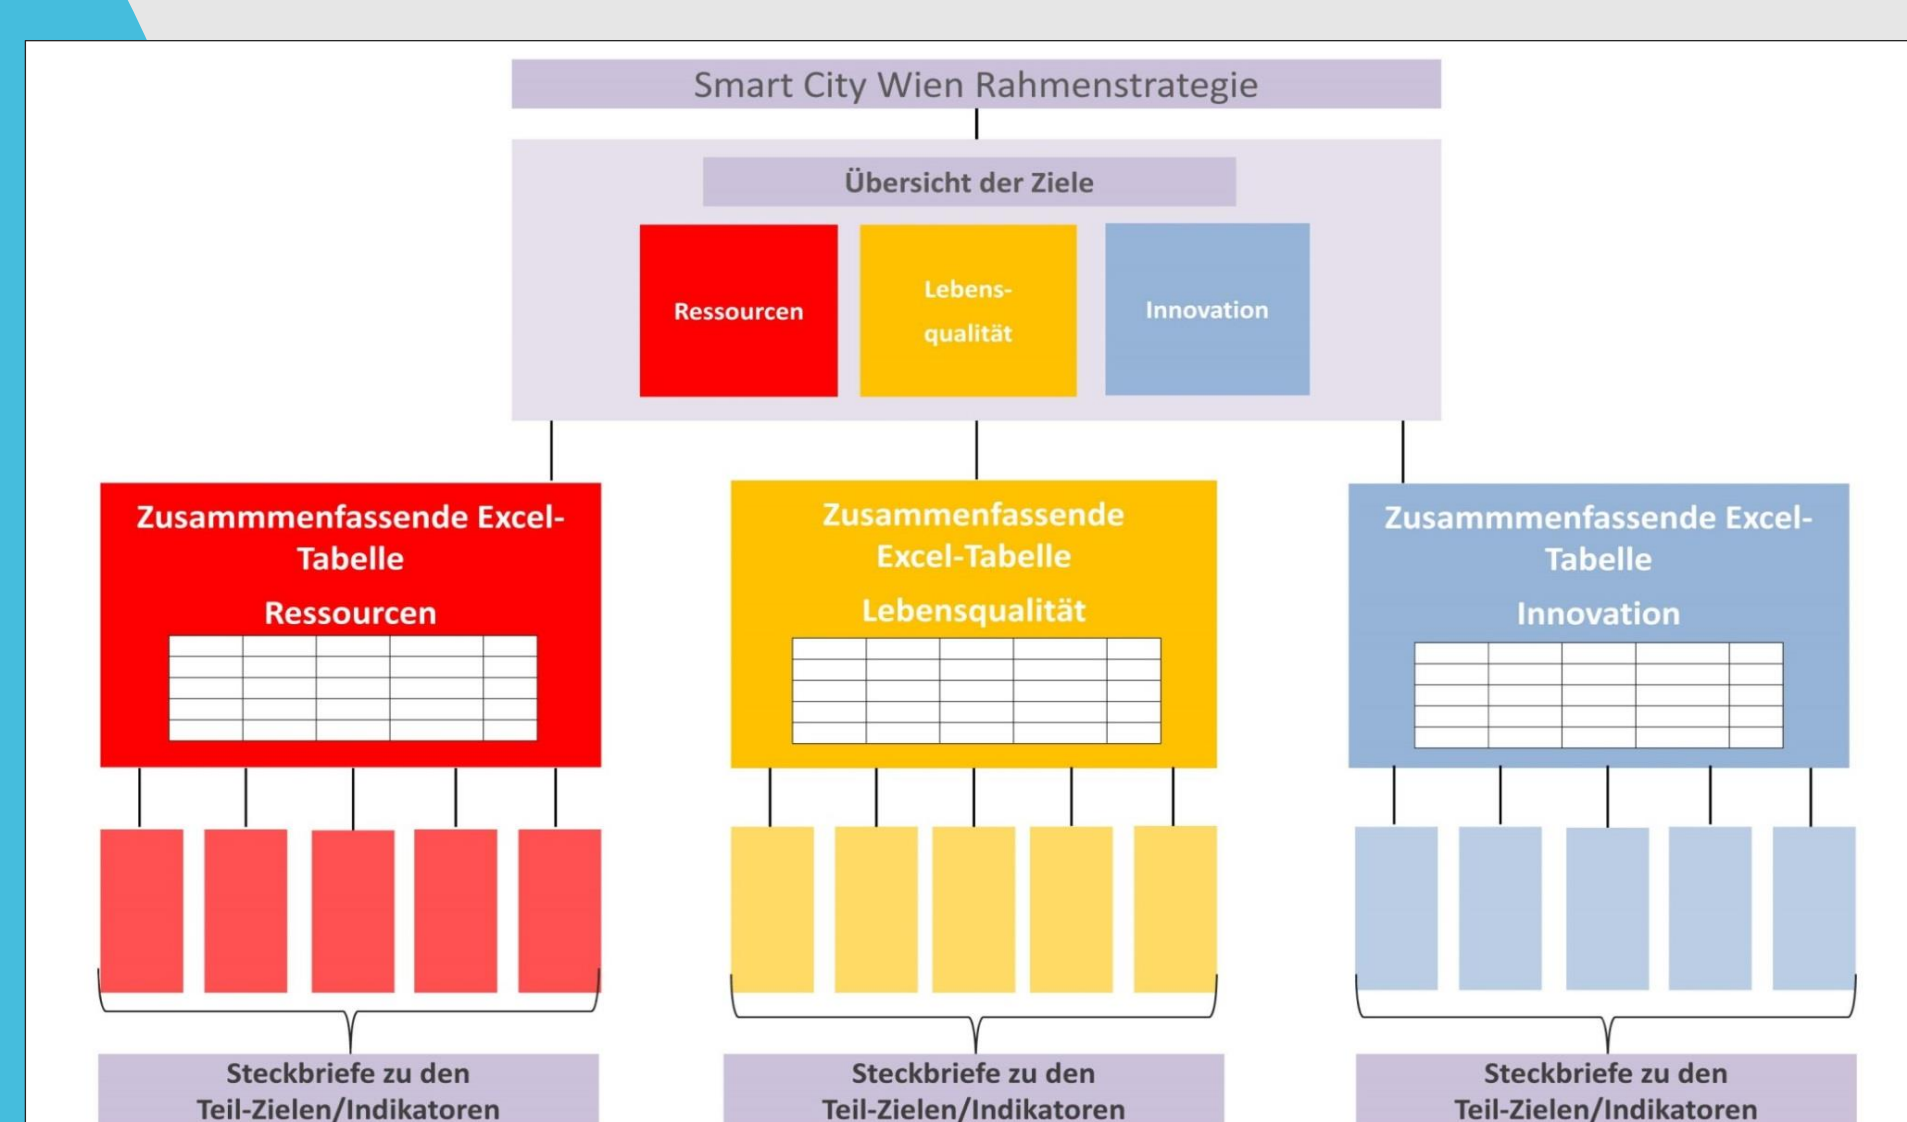 Smart City Wien Rahmenstrategie
Übersicht der Ziele
Ressourcen
Lebens-
qualität
Innovation
Zusammmenfassende Excel-
Tabelle
Ressourcen
Zusammenfassende
Excel-Tabelle
Lebensqualität
Zusammmenfassende Excel-
Tabelle
Innovation
Steckbriefe zu den
Teil-Zielen/Indikatoren
Steckbriefe zu den
Teil-Zielen/Indikatoren
Steckbriefe zu den
Teil-Zielen/Indikatoren